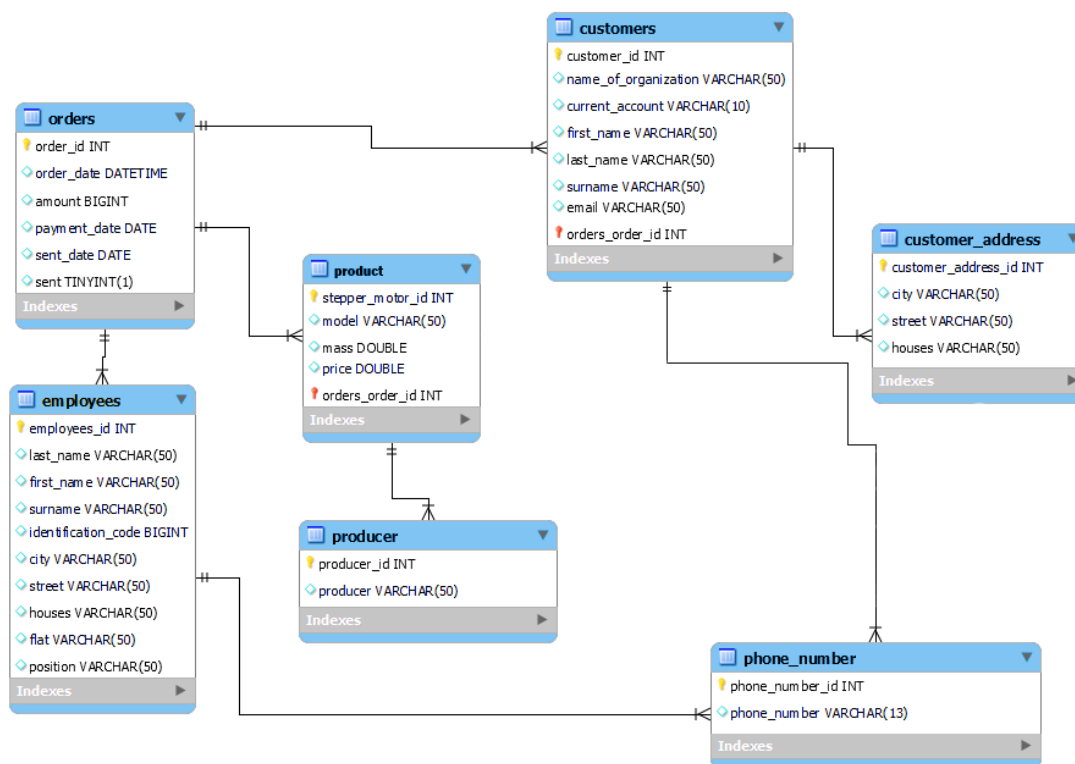 customers
customer_id INT
name_of_organization VARCHAR(50)
current_account VARCHAR(10)
first_name VARCHAR(50)
last_name VARCHAR(50)
surname VARCHAR(50)
email VARCHAR(50)
orders_order_id INT
Indexes
orders
order_id INT
order_date DATETIME
amount BIGINT
payment_date DATE
sent_date DATE
sent TINYINT(1)
Indexes
product
stepper_motor_id INT
model VARCHAR(50)
mass DOUBLE
price DOUBLE
orders_order_id INT
Indexes
customer_address
customer_address_id INT
city VARCHAR(50)
street VARCHAR(50)
houses VARCHAR(50)
Indexes
employees
employees_id INT
last_name VARCHAR(50)
first_name VARCHAR(50)
surname VARCHAR(50)
identification_code BIGINT
city VARCHAR(50)
street VARCHAR(50)
houses VARCHAR(50)
flat VARCHAR(50)
position VARCHAR(50)
Indexes
producer
producer_id INT
producer VARCHAR(50)
Indexes
phone_number
phone_number_id INT
phone_number VARCHAR(13)
Indexes